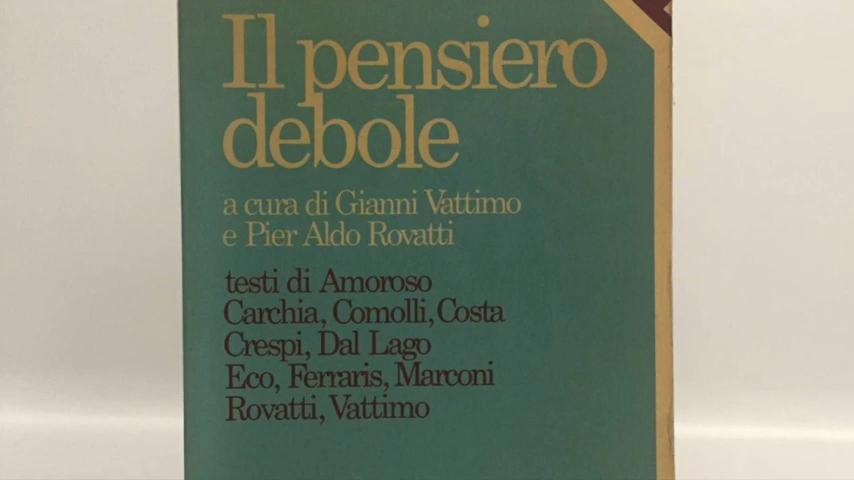 Il pensiero
debole
a cura di Gianni Vattimo
e Pier Aldo Rovatti
testi di Amoroso
Carchia, Comolli, Costa
Crespi, Dal Lago
Eco, Ferraris, Marconi
Rovatti, Vattimo